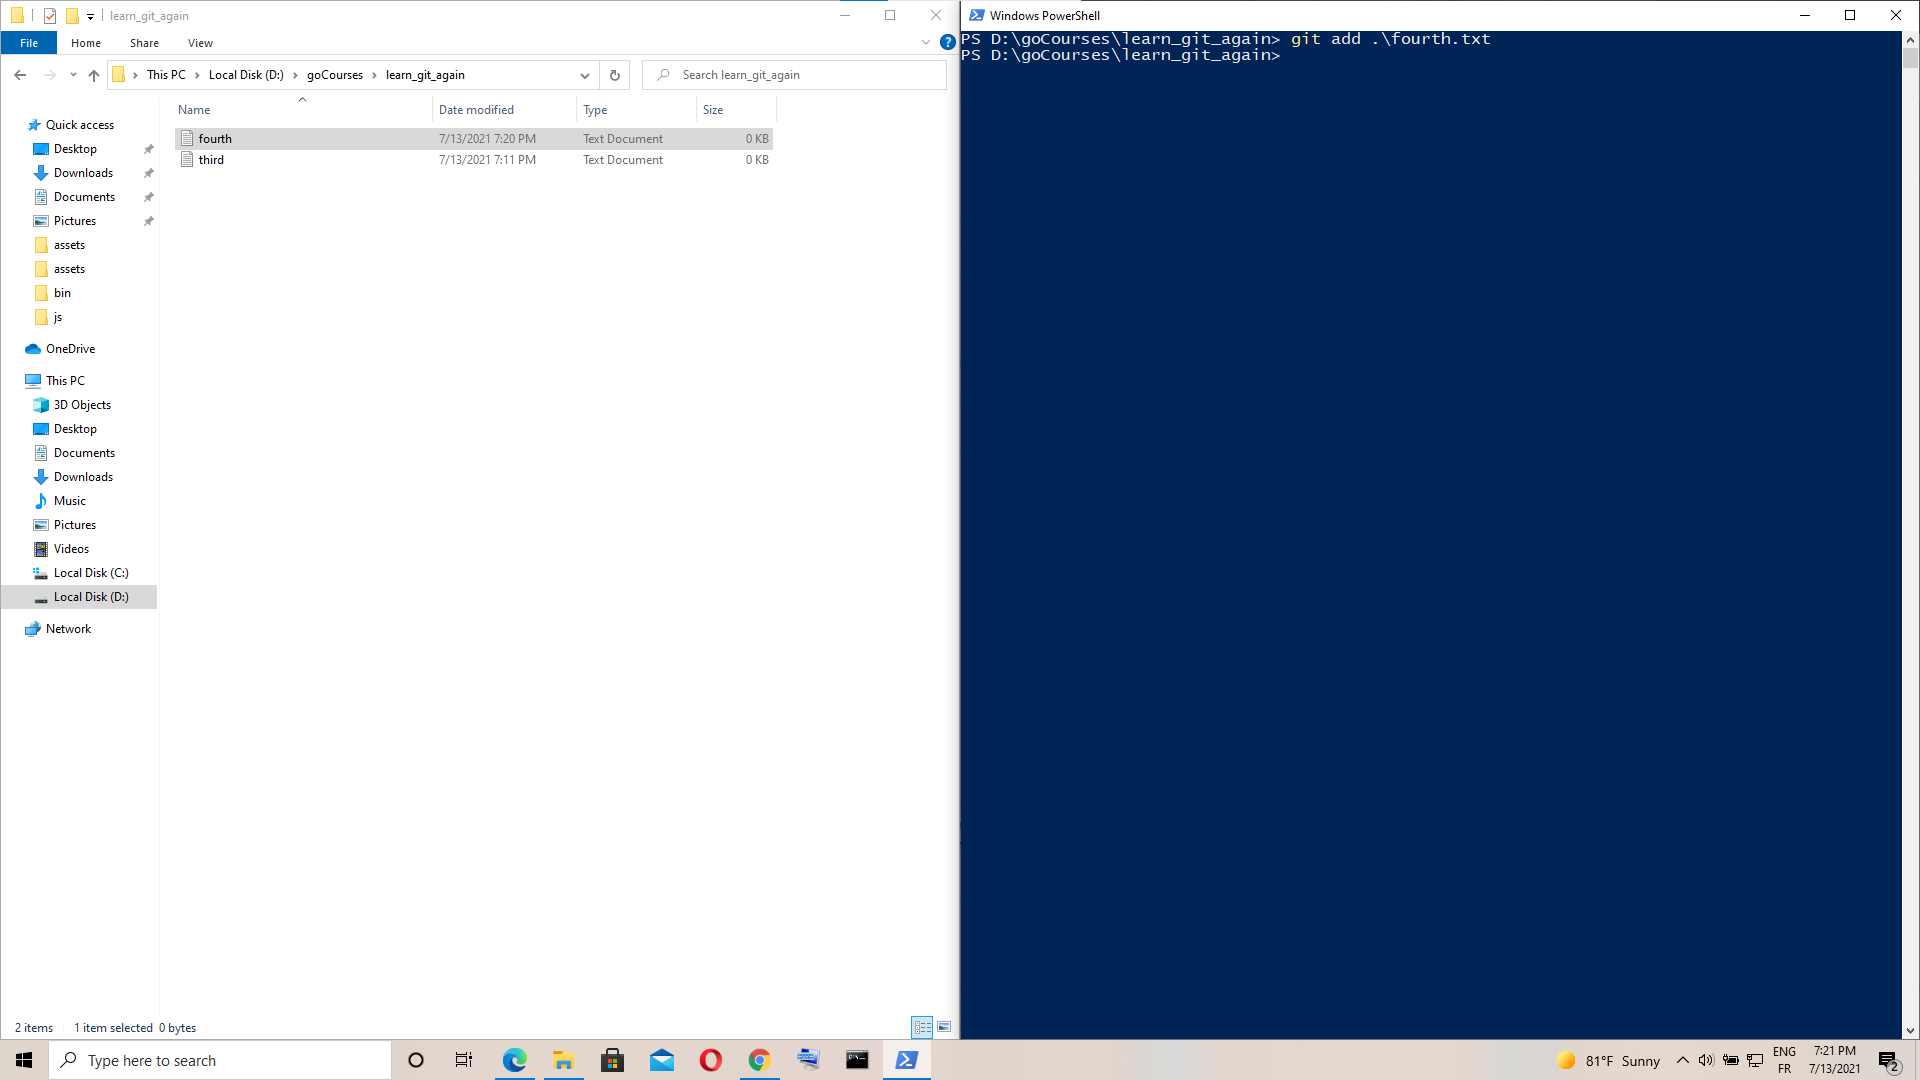 learn_git_again
File Home Share View
This PC Local Disk (D:) goCourses learn_git_again
Search learn_git_again
Name Date modified Type Size
fourth 7/13/2021 7:20 PM Text Document 0 KB
third 7/13/2021 7:11 PM Text Document 0 KB
Quick access
Desktop
Downloads
Documents
Pictures
assets
assets
bin
js
OneDrive
This PC
3D Objects
Desktop
Documents
Downloads
Music
Pictures
Videos
Local Disk (C:)
Local Disk (D:)
Network
2 items 1 item selected 0 bytes
Windows PowerShell
PS D:\goCourses\learn_git_again> git add .\fourth.txt
PS D:\goCourses\learn_git_again>
Type here to search
81°F Sunny
ENG
FR
7:21 PM
7/13/2021
2